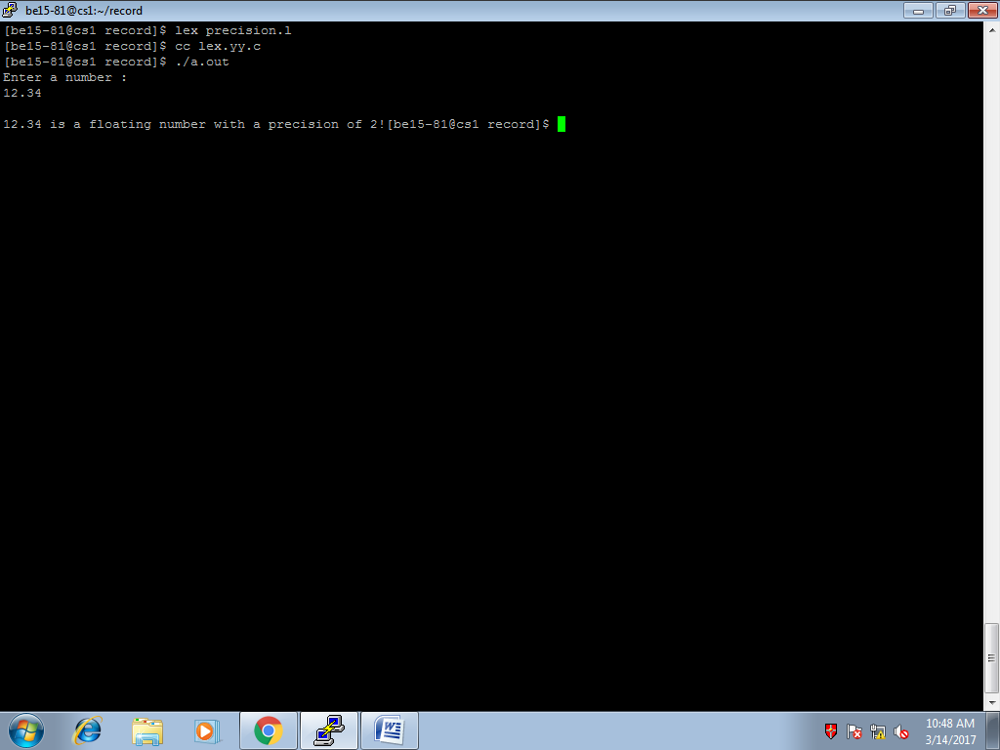 be15-81@cs1:~/record
[be15-81@cs1 record]$ lex precision.l
[be15-81@cs1 record]$ cc lex.yy.c
[be15-81@cs1 record]$ ./a.out
Enter a number :
12.34
12.34 is a floating number with a precision of 2![be15-81@cs1 record]$
10:48 AM
3/14/2017